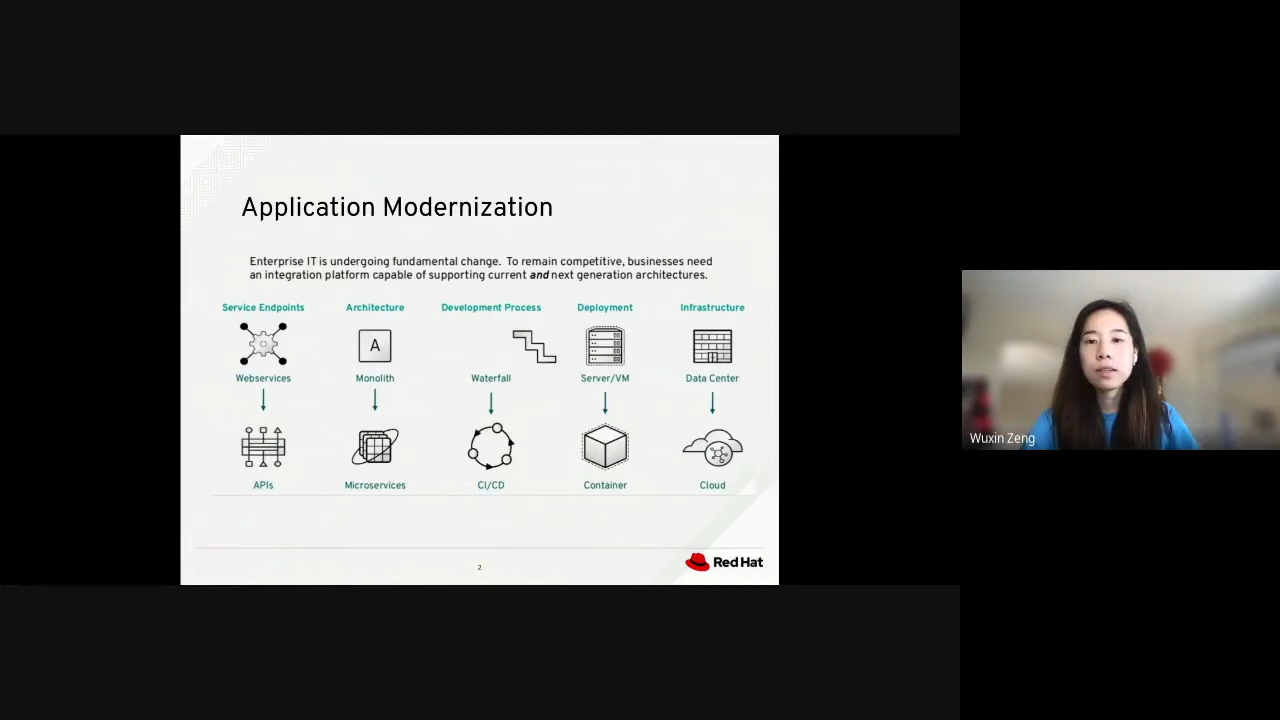 Application Modernization
Enterprise IT is undergoing fundamental change. To remain competitive, businesses need
an integration platform capable of supporting current and next generation architectures.
Service Endpoints
Architecture
Development Process
Deployment
Infrastructure
A
Webservices
Monolith
Waterfall
Server/VM
Data Center
APIs
Microservices
CI/CD
Container
Cloud
2
Red Hat
Wuxin Zeng